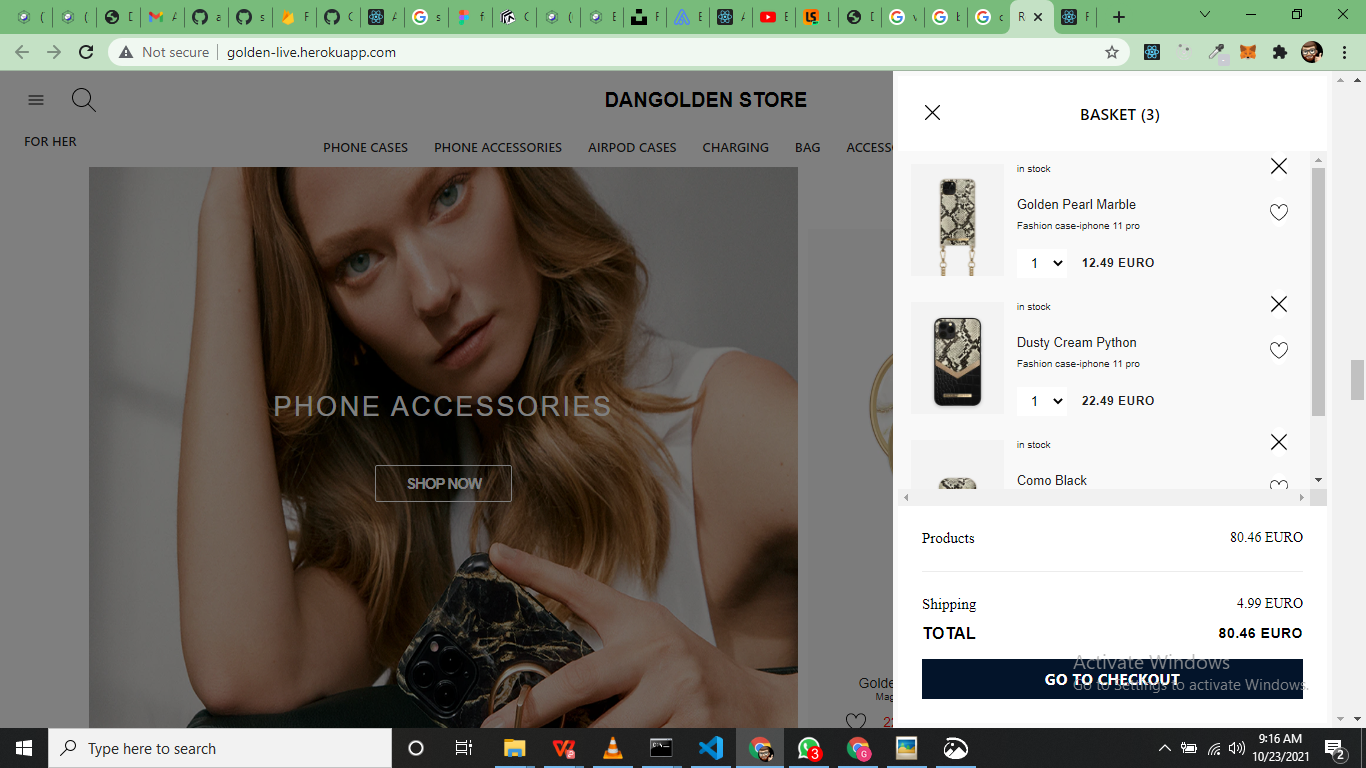 Not secure
golden-live.herokuapp.com
DANGOLDEN STORE
FOR HER
PHONE CASES
PHONE ACCESSORIES
AIRPOD CASES
CHARGING
BAG
PHONE ACCESSORIES
SHOP NOW
BASKET (3)
in stock
Golden Pearl Marble
Fashion case-iphone 11 pro
1 12.49 EURO
in stock
Dusty Cream Python
Fashion case-iphone 11 pro
1 22.49 EURO
in stock
Como Black
Products 80.46 EURO
Shipping 4.99 EURO
TOTAL 80.46 EURO
GO TO CHECKOUT
Activate Windows
Go to Settings to activate Windows.
Type here to search
3
9:16 AM
10/23/2021
2